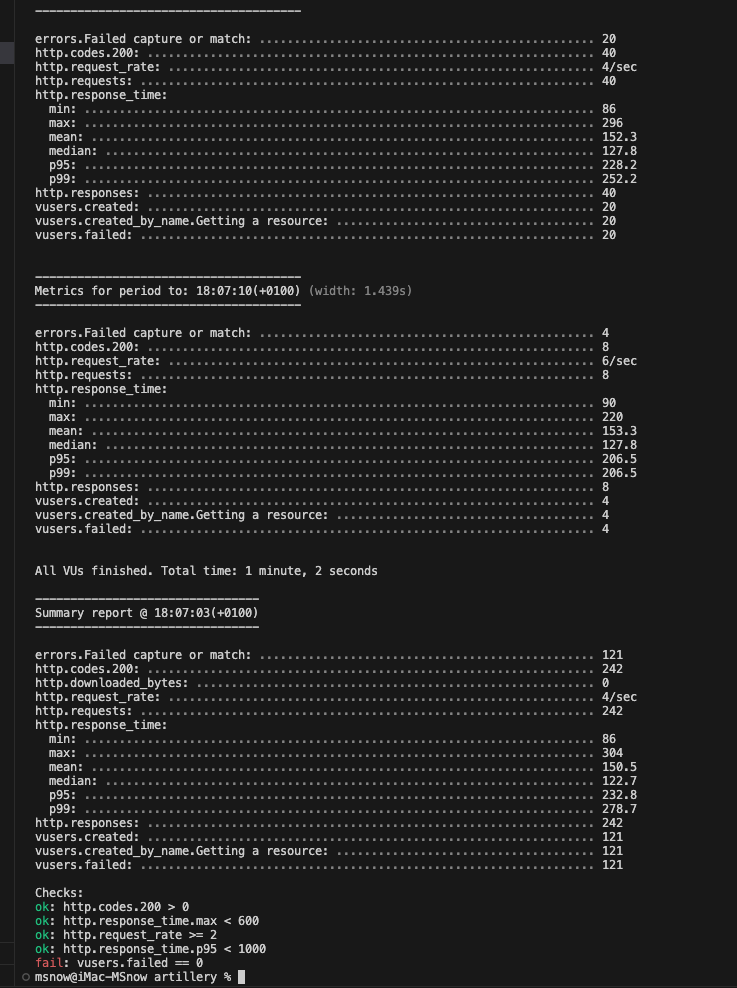 --------------------------------------
errors.Failed capture or match: ................................................ 20
http.codes.200: ................................................................ 40
http.request_rate: ............................................................. 4/sec
http.requests: ................................................................. 40
http.response_time:
  min: ......................................................................... 86
  max: ......................................................................... 296
  mean: ........................................................................ 152.3
  median: ...................................................................... 127.8
  p95: ......................................................................... 228.2
  p99: ......................................................................... 252.2
http.responses: ................................................................ 40
vusers.created: ................................................................ 20
vusers.created_by_name.Getting a resource: ..................................... 20
vusers.failed: ................................................................. 20
--------------------------------------
Metrics for period to: 18:07:10(+0100) (width: 1.439s)
--------------------------------------
errors.Failed capture or match: ................................................ 4
http.codes.200: ................................................................ 8
http.request_rate: ............................................................. 6/sec
http.requests: ................................................................. 8
http.response_time:
  min: ......................................................................... 90
  max: ......................................................................... 220
  mean: ........................................................................ 153.3
  median: ...................................................................... 127.8
  p95: ......................................................................... 206.5
  p99: ......................................................................... 206.5
http.responses: ................................................................ 8
vusers.created: ................................................................ 4
vusers.created_by_name.Getting a resource: ..................................... 4
vusers.failed: ................................................................. 4
All VUs finished. Total time: 1 minute, 2 seconds
--------------------------------
Summary report @ 18:07:03(+0100)
--------------------------------
errors.Failed capture or match: ................................................ 121
http.codes.200: ................................................................ 242
http.downloaded_bytes: ......................................................... 0
http.request_rate: ............................................................. 4/sec
http.requests: ................................................................. 242
http.response_time:
  min: ......................................................................... 86
  max: ......................................................................... 304
  mean: ........................................................................ 150.5
  median: ...................................................................... 122.7
  p95: ......................................................................... 232.8
  p99: ......................................................................... 278.7
http.responses: ................................................................ 242
vusers.created: ................................................................ 121
vusers.created_by_name.Getting a resource: ..................................... 121
vusers.failed: ................................................................. 121
Checks:
ok: http.codes.200 > 0
ok: http.response_time.max < 600
ok: http.request_rate >= 2
ok: http.response_time.p95 < 1000
fail: vusers.failed == 0
msnow@iMac-MSnow artillery %